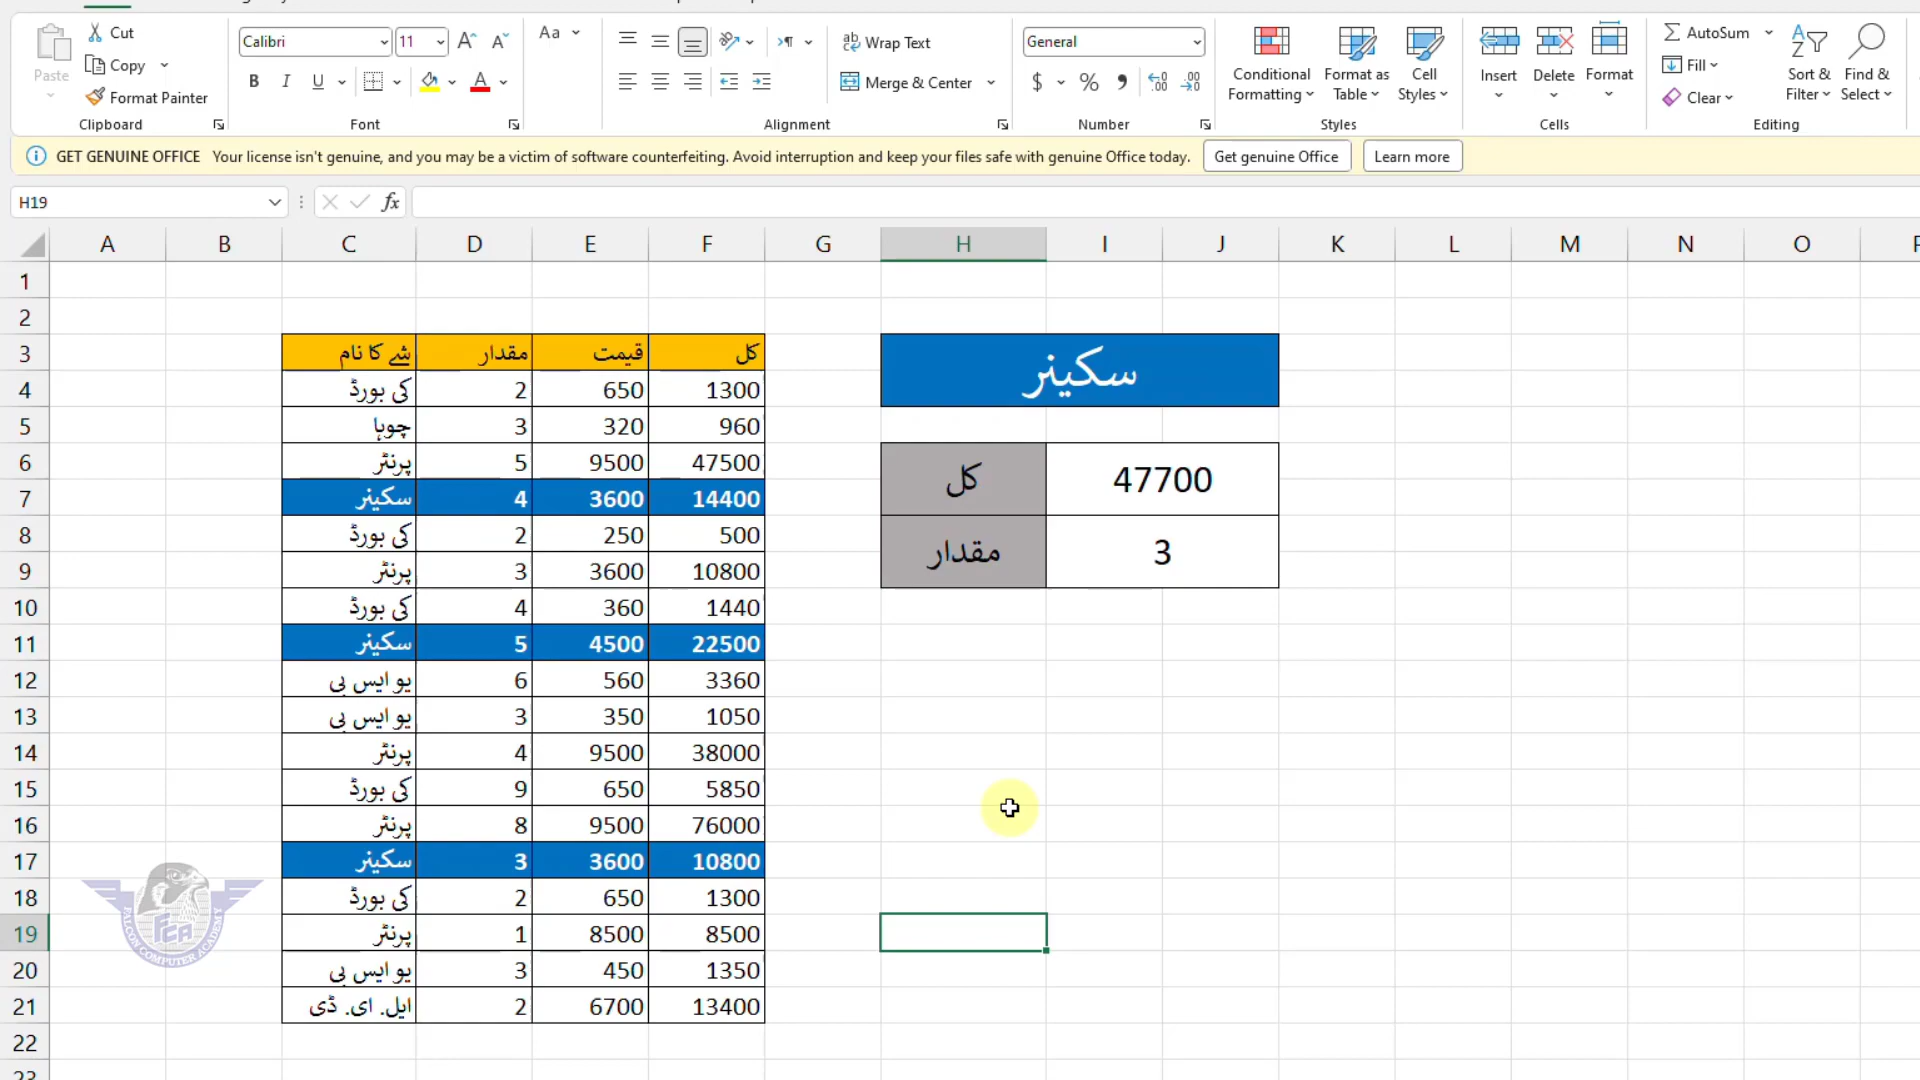 Cut
Copy
Format Painter
Paste
Clipboard
Calibri 11
B I U A
Font
Aa
Wrap Text
Merge & Center
Alignment
General
$ %
Number
Conditional Formatting
Format as Table
Cell Styles
Styles
Insert
Delete
Format
Cells
AutoSum
Fill
Clear
Sort & Filter
Find & Select
Editing
GET GENUINE OFFICE Your license isn't genuine, and you may be a victim of software counterfeiting. Avoid interruption and keep your files safe with genuine Office today. Get genuine Office Learn more
H19 fx
A B C D E F G H I J K L M N O P
1
2
3 شے کا نام مقدار قیمت کل
4 کی بورڈ 2 650 1300
5 چوہا 3 320 960
6 پرنٹر 5 9500 47500
7 سکینر 4 3600 14400
8 کی بورڈ 2 250 500
9 پرنٹر 3 3600 10800
10 کی بورڈ 4 360 1440
11 سکینر 5 4500 22500
12 یو ایس بی 6 560 3360
13 یو ایس بی 3 350 1050
14 پرنٹر 4 9500 38000
15 کی بورڈ 9 650 5850
16 پرنٹر 8 9500 76000
17 سکینر 3 3600 10800
18 کی بورڈ 2 650 1300
19 پرنٹر 1 8500 8500
20 یو ایس بی 3 450 1350
21 ایل. ای. ڈی 2 6700 13400
22
23
سکینر
کل 47700
مقدار 3
FCA
FALCON COMPUTER ACADEMY